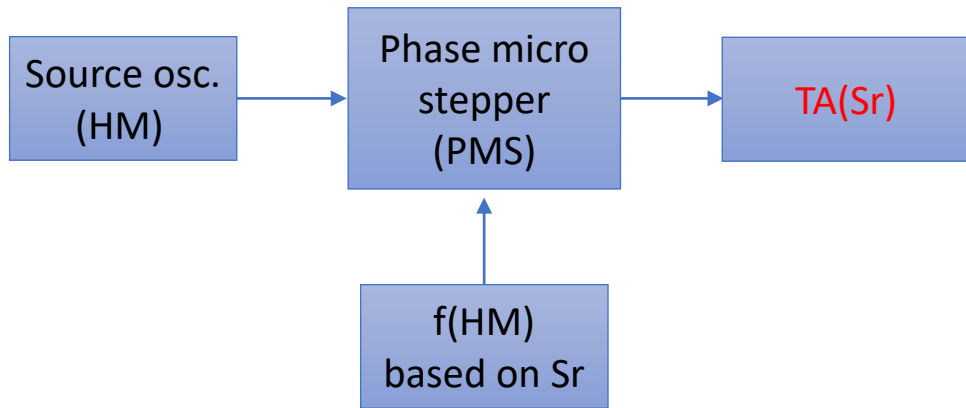 Source osc.
(HM)
Phase micro
stepper
(PMS)
TA(Sr)
f(HM)
based on Sr